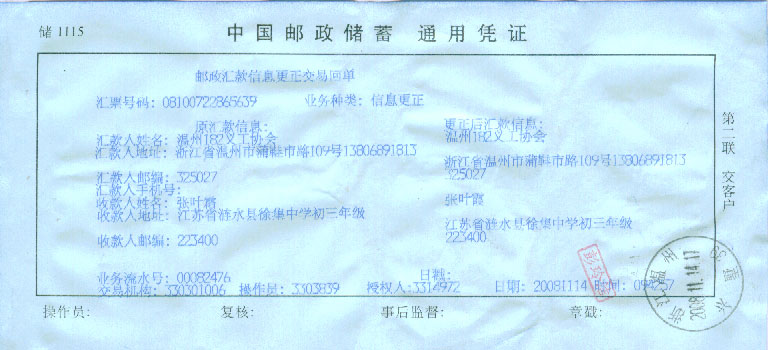 储 1115
中国邮政储蓄 通用凭证
邮政汇款信息更正交易回单
汇票号码: 08100722865639 业务种类: 信息更正
原汇款信息: 更正后汇款信息:
汇款人姓名: 温州182义工协会 温州182义工协会
汇款人地址: 浙江省温州市蒲鞋市路109号13806891813 浙江省温州市蒲鞋市路109号13806891813
汇款人邮编: 325027 325027
汇款人手机号:
收款人姓名: 张叶霞 张叶霞
收款人地址: 江苏省涟水县徐集中学初三年级 江苏省涟水县徐集中学初三年级
收款人邮编: 223400 223400
业务流水号: 00082476 日戳:
交易机构: 330301006 操作员: 3303839 授权人: 3314972 日期: 20081114 时间: 094257
操作员: 复核: 事后监督: 章戳:
第二联 交客户
2008.11.14.17